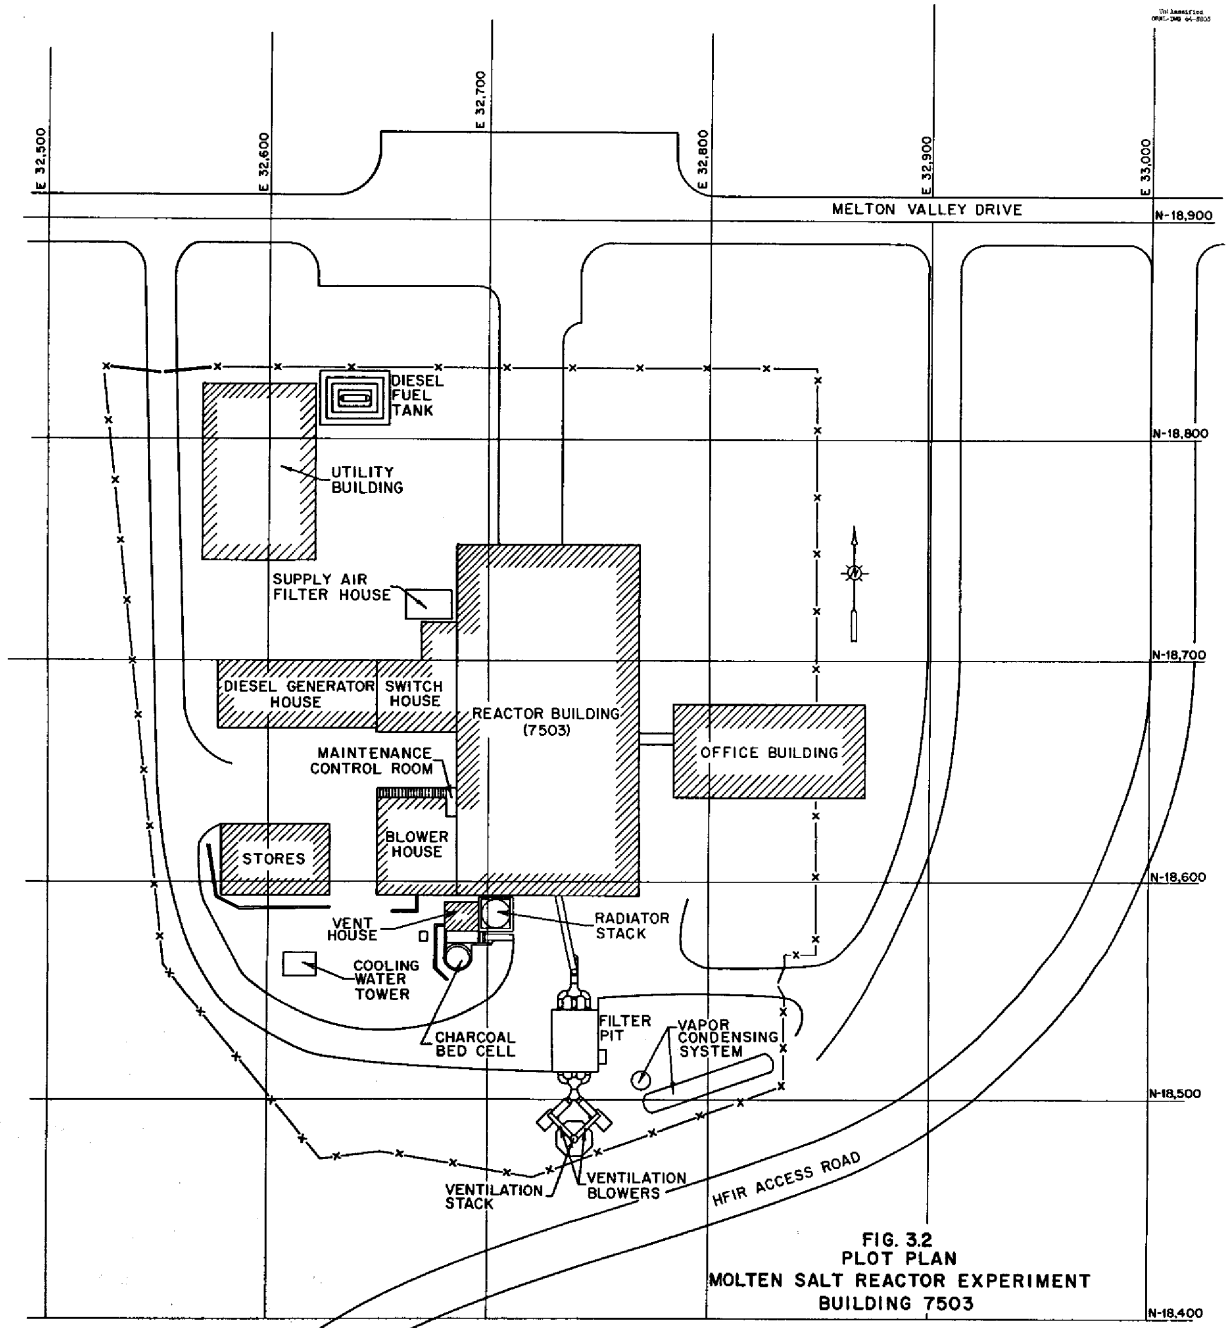 Unclassified
E 32,500
E 32,600
E 32,700
E 32,800
E 32,900
E 33,000
MELTON VALLEY DRIVE
N-18,900
DIESEL
FUEL
TANK
N-18,800
UTILITY
BUILDING
SUPPLY AIR
FILTER HOUSE
N
N-18,700
DIESEL GENERATOR
HOUSE
SWITCH
HOUSE
REACTOR BUILDING
(7503)
OFFICE BUILDING
MAINTENANCE
CONTROL ROOM
BLOWER
HOUSE
STORES
N-18,600
VENT
HOUSE
RADIATOR
STACK
COOLING
WATER
TOWER
CHARCOAL
BED CELL
FILTER
PIT
VAPOR
CONDENSING
SYSTEM
N-18,500
VENTILATION
STACK
VENTILATION
BLOWERS
HFIR ACCESS ROAD
FIG. 3.2
PLOT PLAN
MOLTEN SALT REACTOR EXPERIMENT
BUILDING 7503
N-18,400